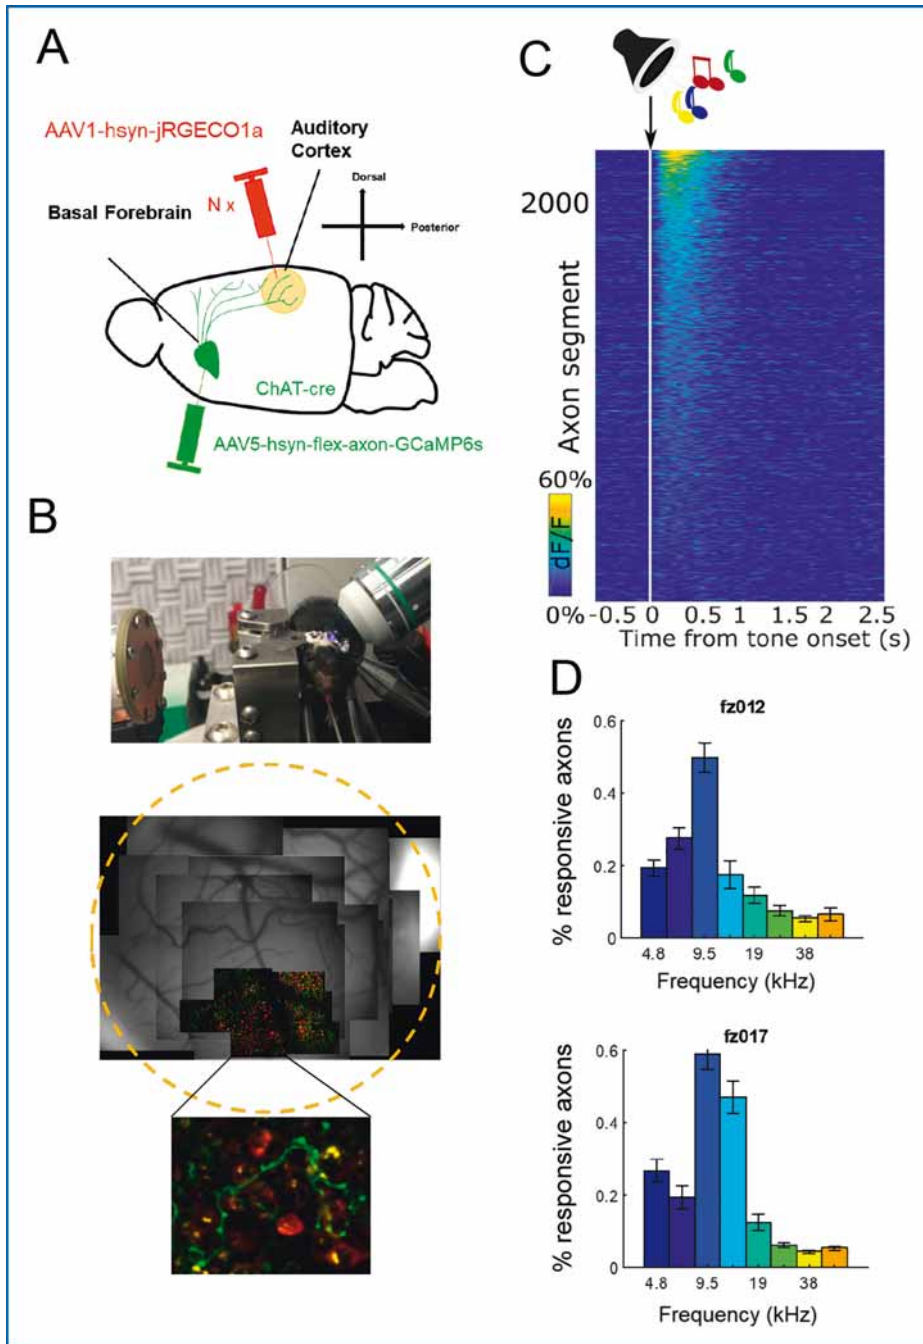 A
AAV1-hsyn-jRGECO1a
Auditory
Cortex
Dorsal
N x
Basal Forebrain
Posterior
ChAT-cre
AAV5-hsyn-flex-axon-GCaMP6s
B
C
2000
Axon segment
60%
dF/F
0%
-0.5 0 0.5 1 1.5 2 2.5
Time from tone onset (s)
D
fz012
% responsive axons
0.6
0.4
0.2
0
4.8 9.5 19 38
Frequency (kHz)
fz017
% responsive axons
0.6
0.4
0.2
0
4.8 9.5 19 38
Frequency (kHz)